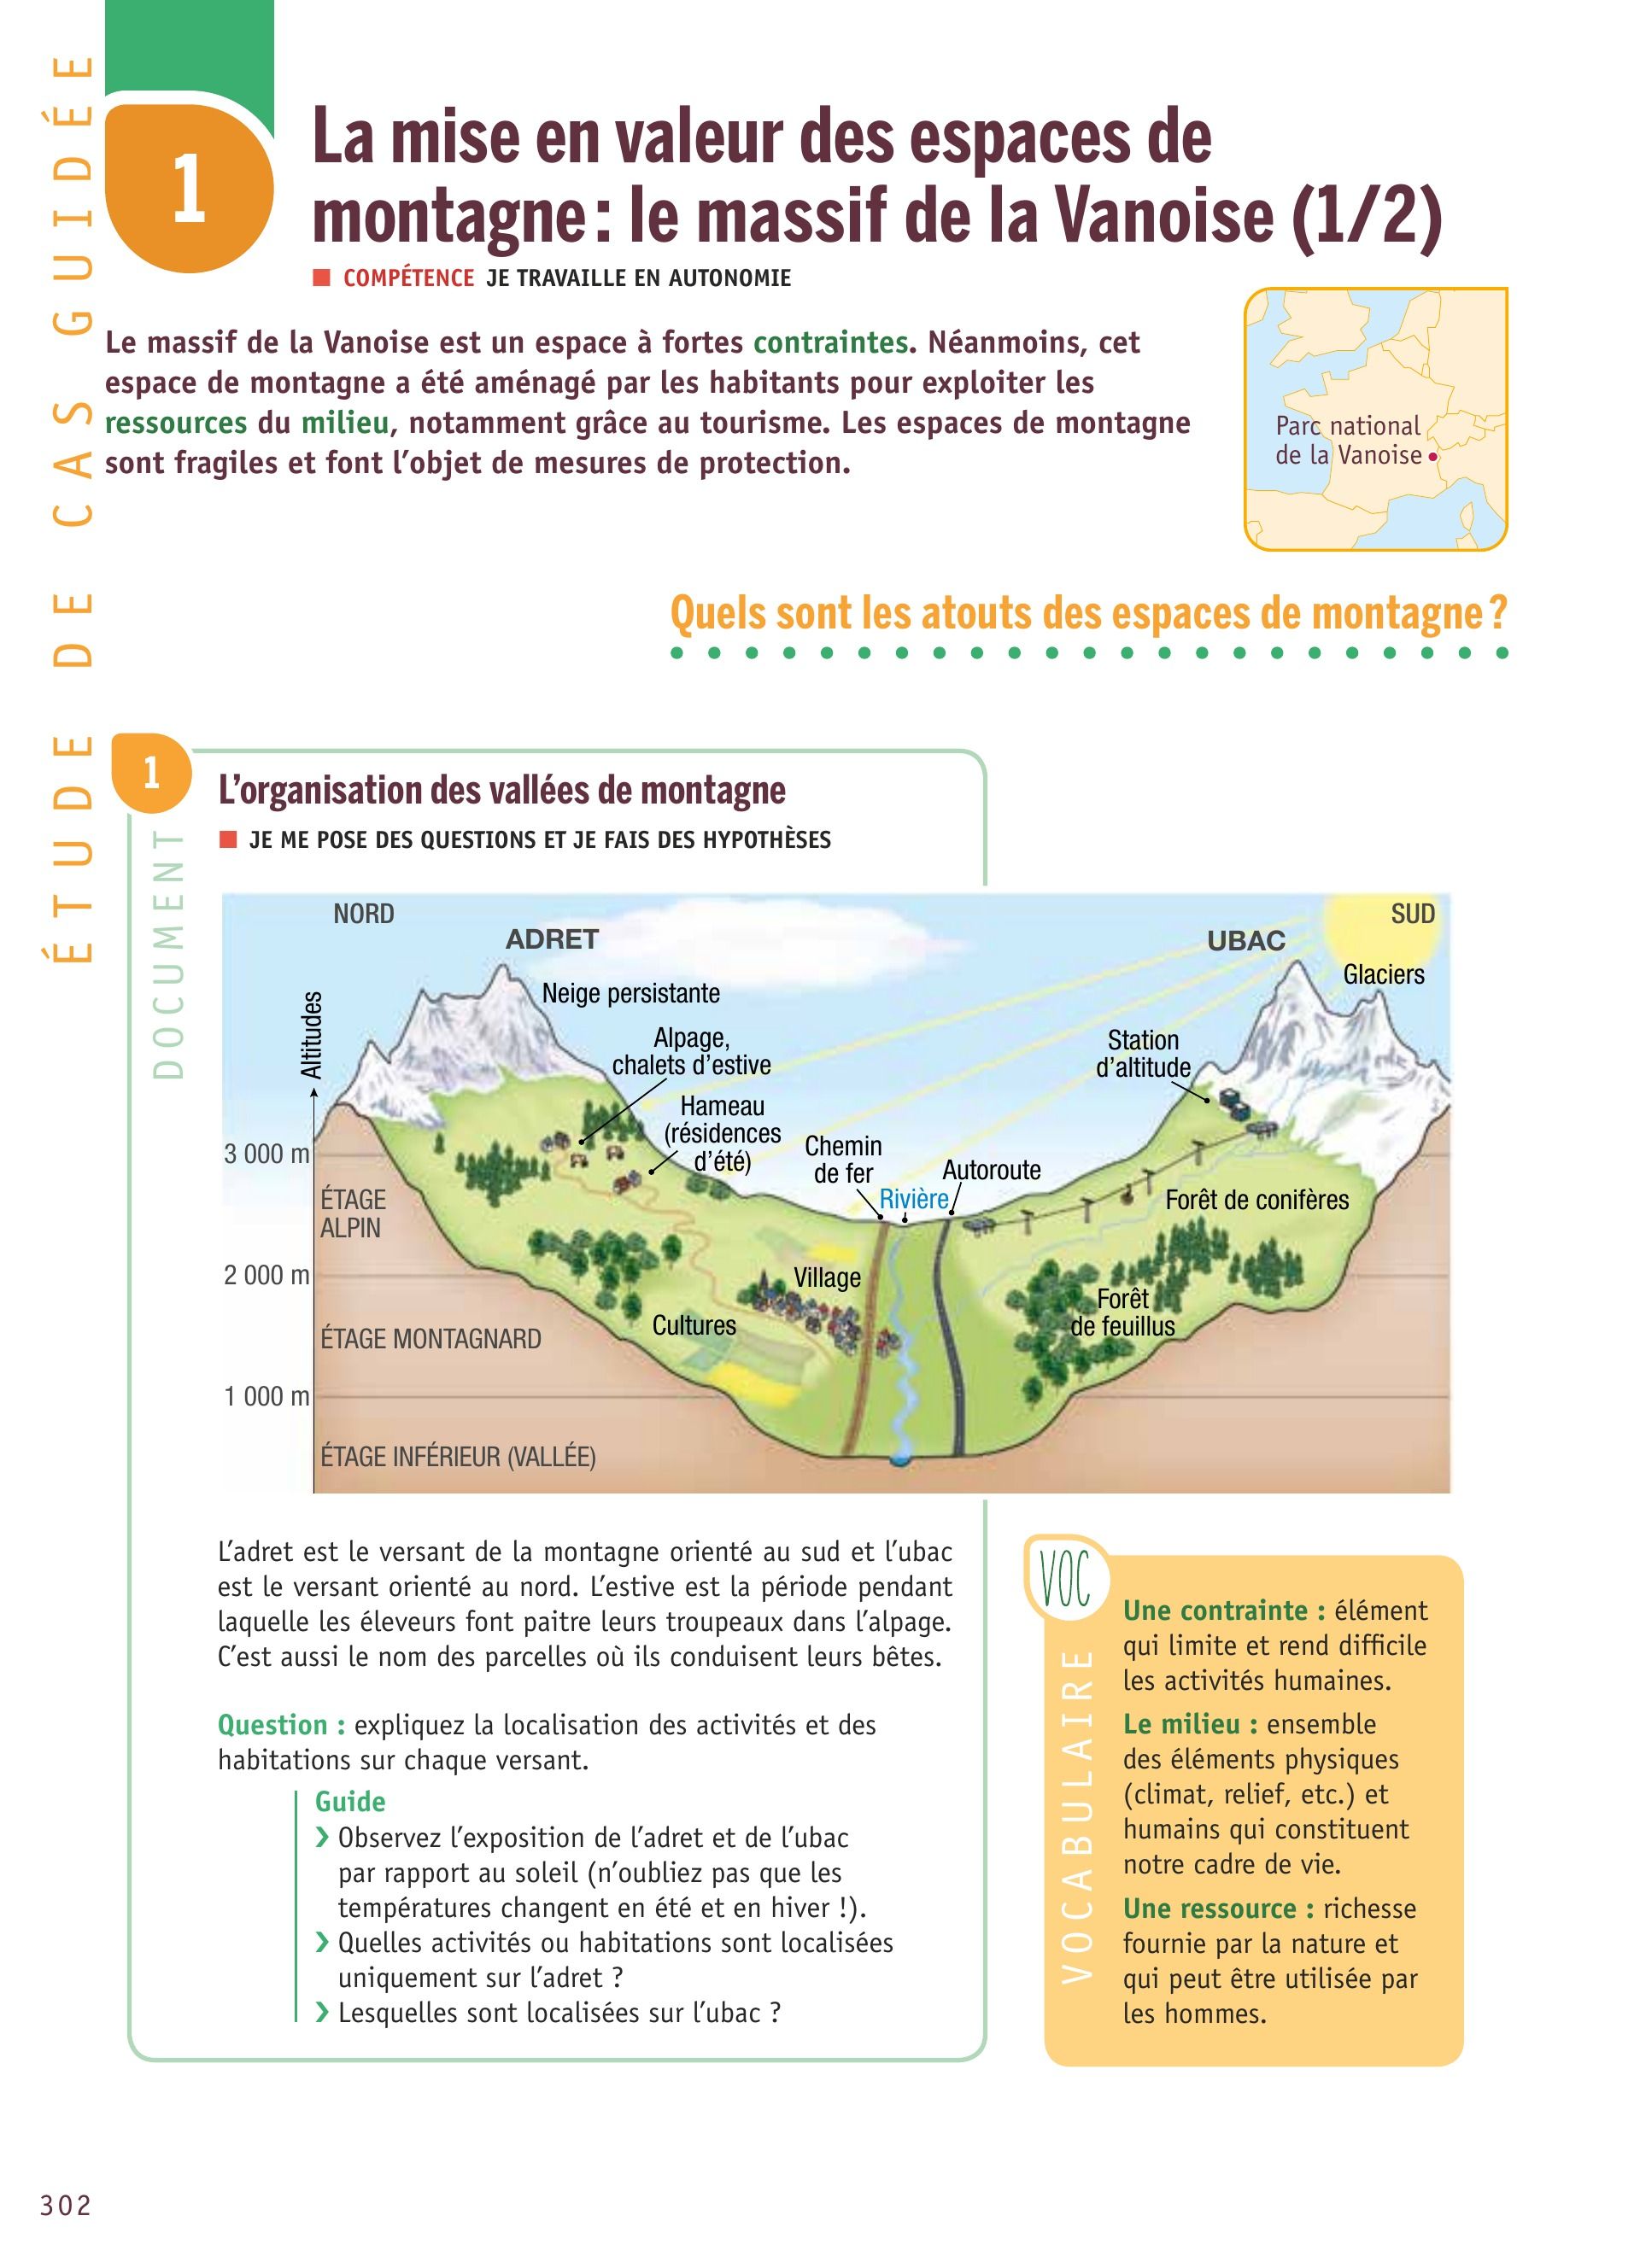 ÉTUDE DE CAS GUIDÉE
1
La mise en valeur des espaces de
montagne : le massif de la Vanoise (1/2)
COMPÉTENCE JE TRAVAILLE EN AUTONOMIE
Le massif de la Vanoise est un espace à fortes contraintes. Néanmoins, cet
espace de montagne a été aménagé par les habitants pour exploiter les
ressources du milieu, notamment grâce au tourisme. Les espaces de montagne
sont fragiles et font l'objet de mesures de protection.
Parc national
de la Vanoise
Quels sont les atouts des espaces de montagne ?
1
DOCUMENT
L'organisation des vallées de montagne
JE ME POSE DES QUESTIONS ET JE FAIS DES HYPOTHÈSES
NORD
SUD
ADRET
UBAC
Glaciers
Neige persistante
Altitudes
Alpage,
chalets d'estive
Station
d'altitude
Hameau
(résidences
d'été)
Chemin
de fer
Autoroute
Rivière
3 000 m
ÉTAGE
ALPIN
Forêt de conifères
2 000 m
Village
Forêt
de feuillus
Cultures
ÉTAGE MONTAGNARD
1 000 m
ÉTAGE INFÉRIEUR (VALLÉE)
L'adret est le versant de la montagne orienté au sud et l'ubac
est le versant orienté au nord. L'estive est la période pendant
laquelle les éleveurs font paitre leurs troupeaux dans l'alpage.
C'est aussi le nom des parcelles où ils conduisent leurs bêtes.
Question : expliquez la localisation des activités et des
habitations sur chaque versant.
Guide
› Observez l'exposition de l'adret et de l'ubac
par rapport au soleil (n'oubliez pas que les
températures changent en été et en hiver !).
› Quelles activités ou habitations sont localisées
uniquement sur l'adret ?
› Lesquelles sont localisées sur l'ubac ?
VOC
VOCABULAIRE
Une contrainte : élément
qui limite et rend difficile
les activités humaines.
Le milieu : ensemble
des éléments physiques
(climat, relief, etc.) et
humains qui constituent
notre cadre de vie.
Une ressource : richesse
fournie par la nature et
qui peut être utilisée par
les hommes.
302